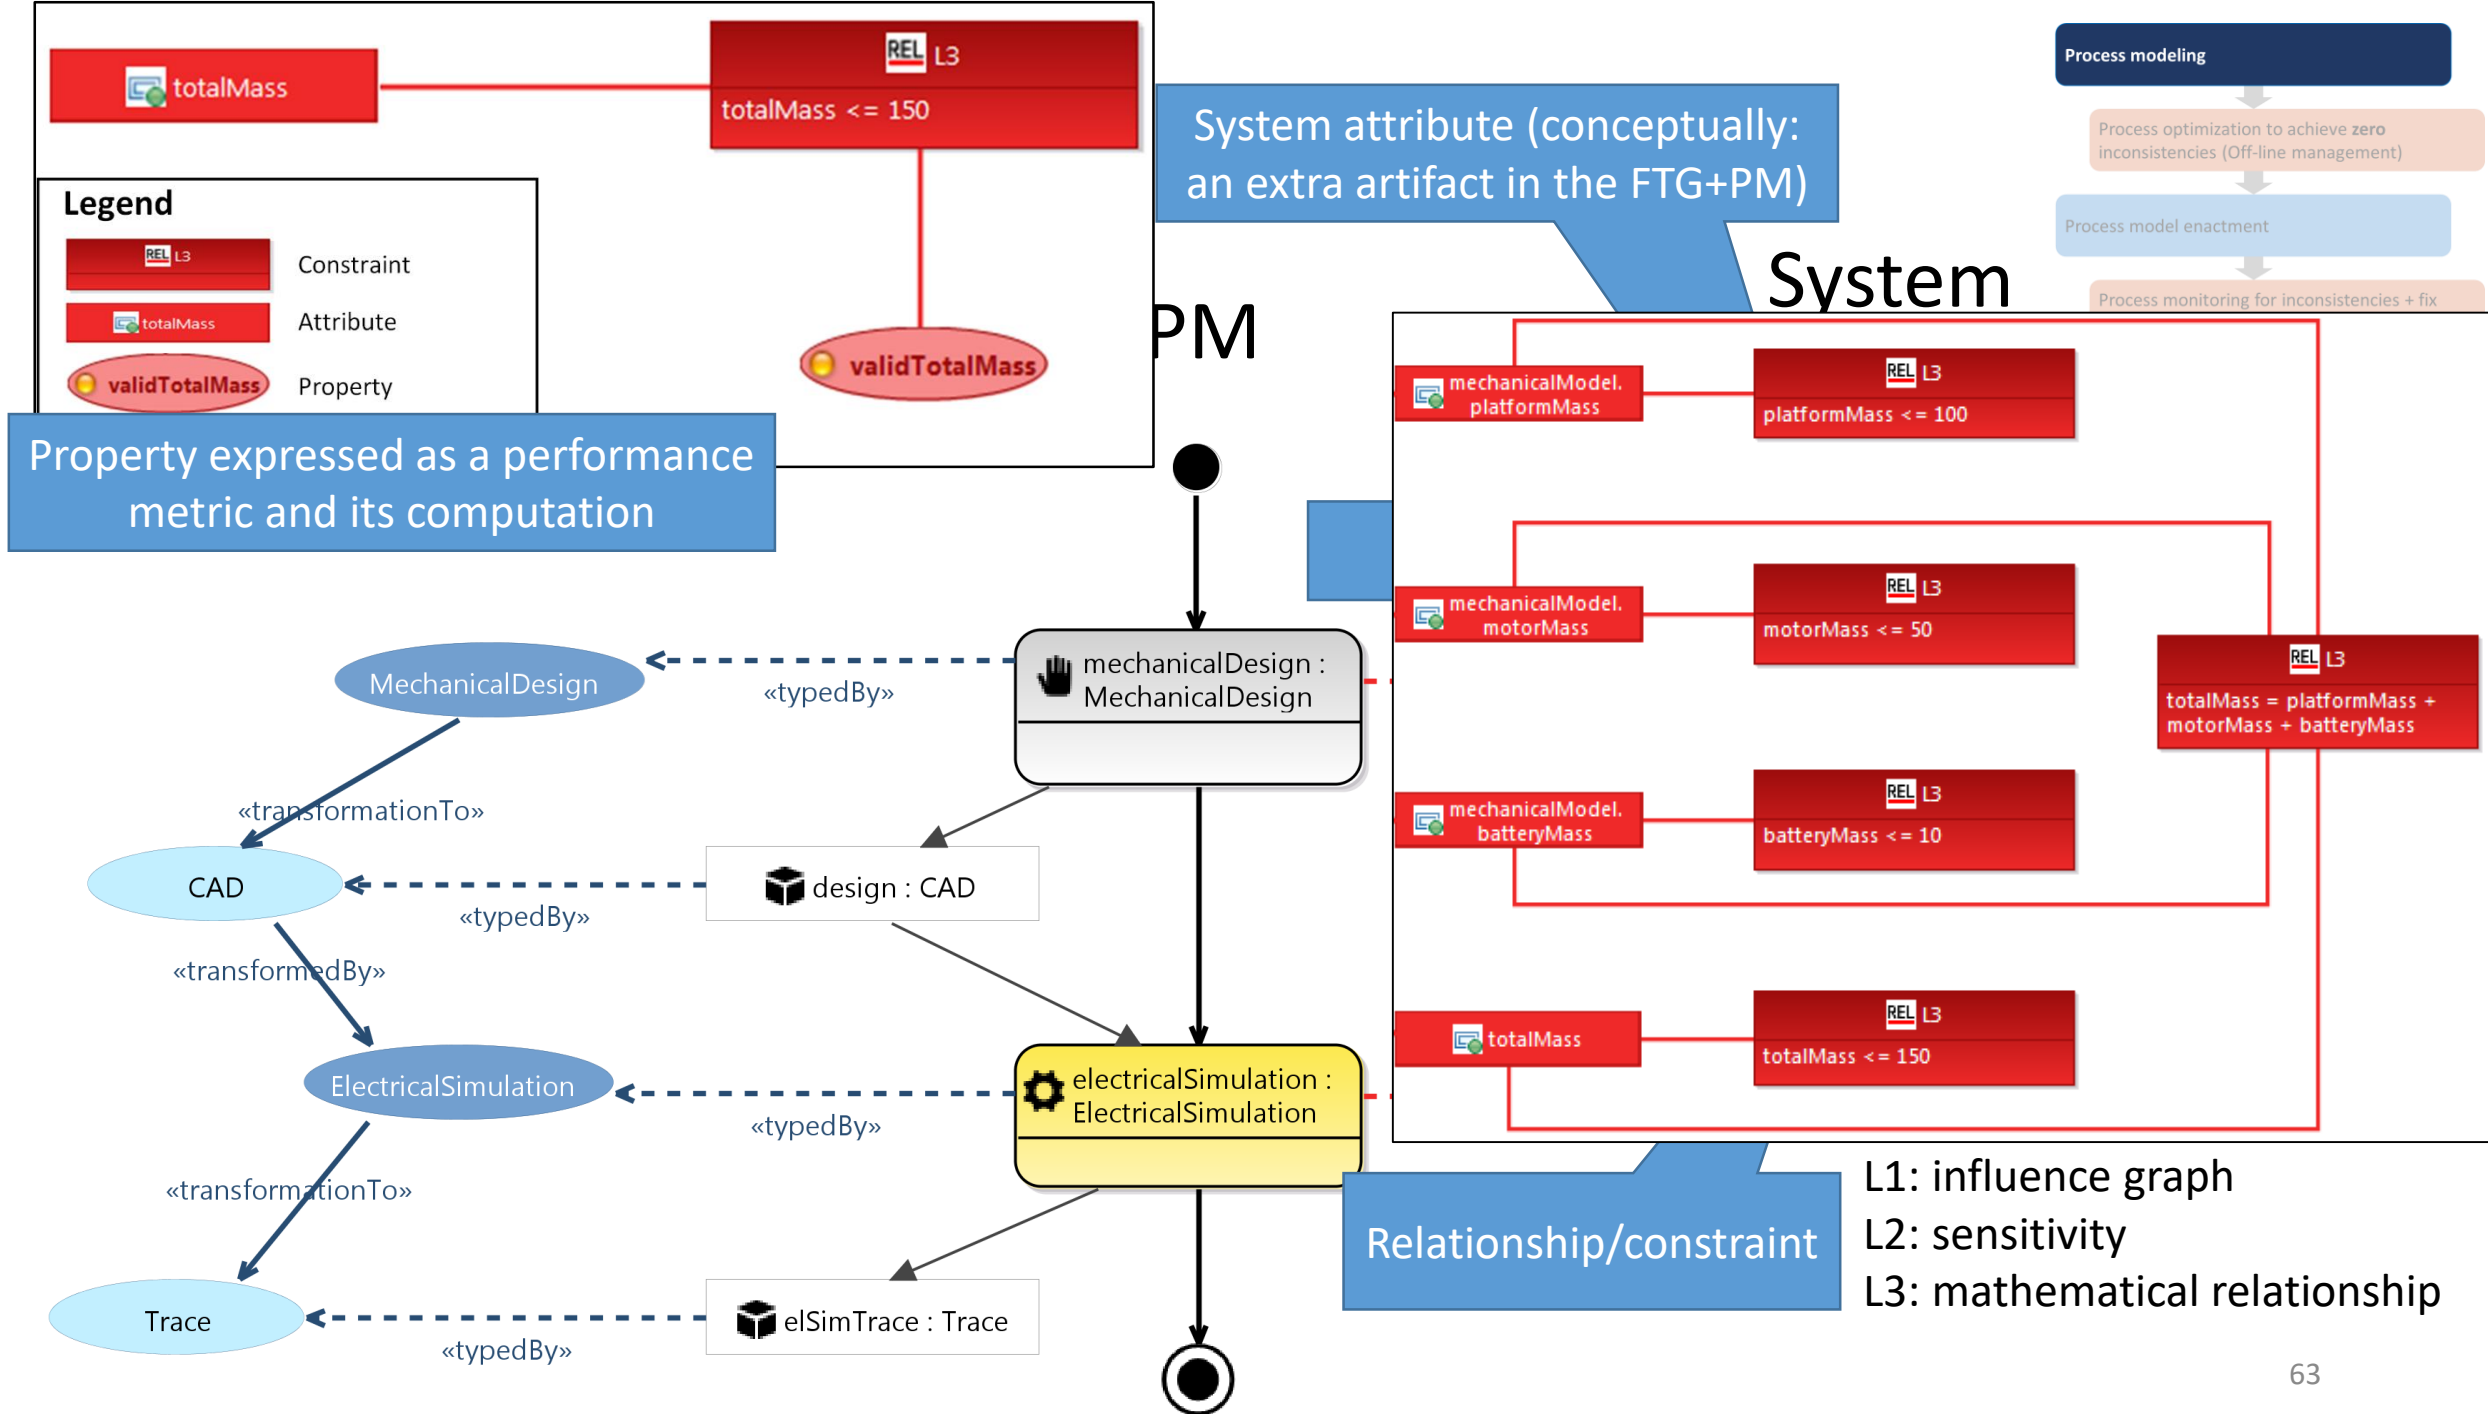 REL L3
totalMass
totalMass <= 150
Legend
REL L3
Constraint
totalMass
Attribute
validTotalMass
Property
validTotalMass
Property expressed as a performance
metric and its computation
System attribute (conceptually:
an extra artifact in the FTG+PM)
Process modeling
Process optimization to achieve zero
inconsistencies (Off-line management)
Process model enactment
Process monitoring for inconsistencies + fix
PM
System
mechanicalModel.
platformMass
REL L3
platformMass <= 100
mechanicalModel.
motorMass
REL L3
motorMass <= 50
REL L3
totalMass = platformMass +
motorMass + batteryMass
mechanicalModel.
batteryMass
REL L3
batteryMass <= 10
totalMass
REL L3
totalMass <= 150
MechanicalDesign
«typedBy»
mechanicalDesign :
MechanicalDesign
«transformationTo»
CAD
«typedBy»
design : CAD
«transformedBy»
ElectricalSimulation
«typedBy»
electricalSimulation :
ElectricalSimulation
«transformationTo»
Trace
«typedBy»
elSimTrace : Trace
Relationship/constraint
L1: influence graph
L2: sensitivity
L3: mathematical relationship
63